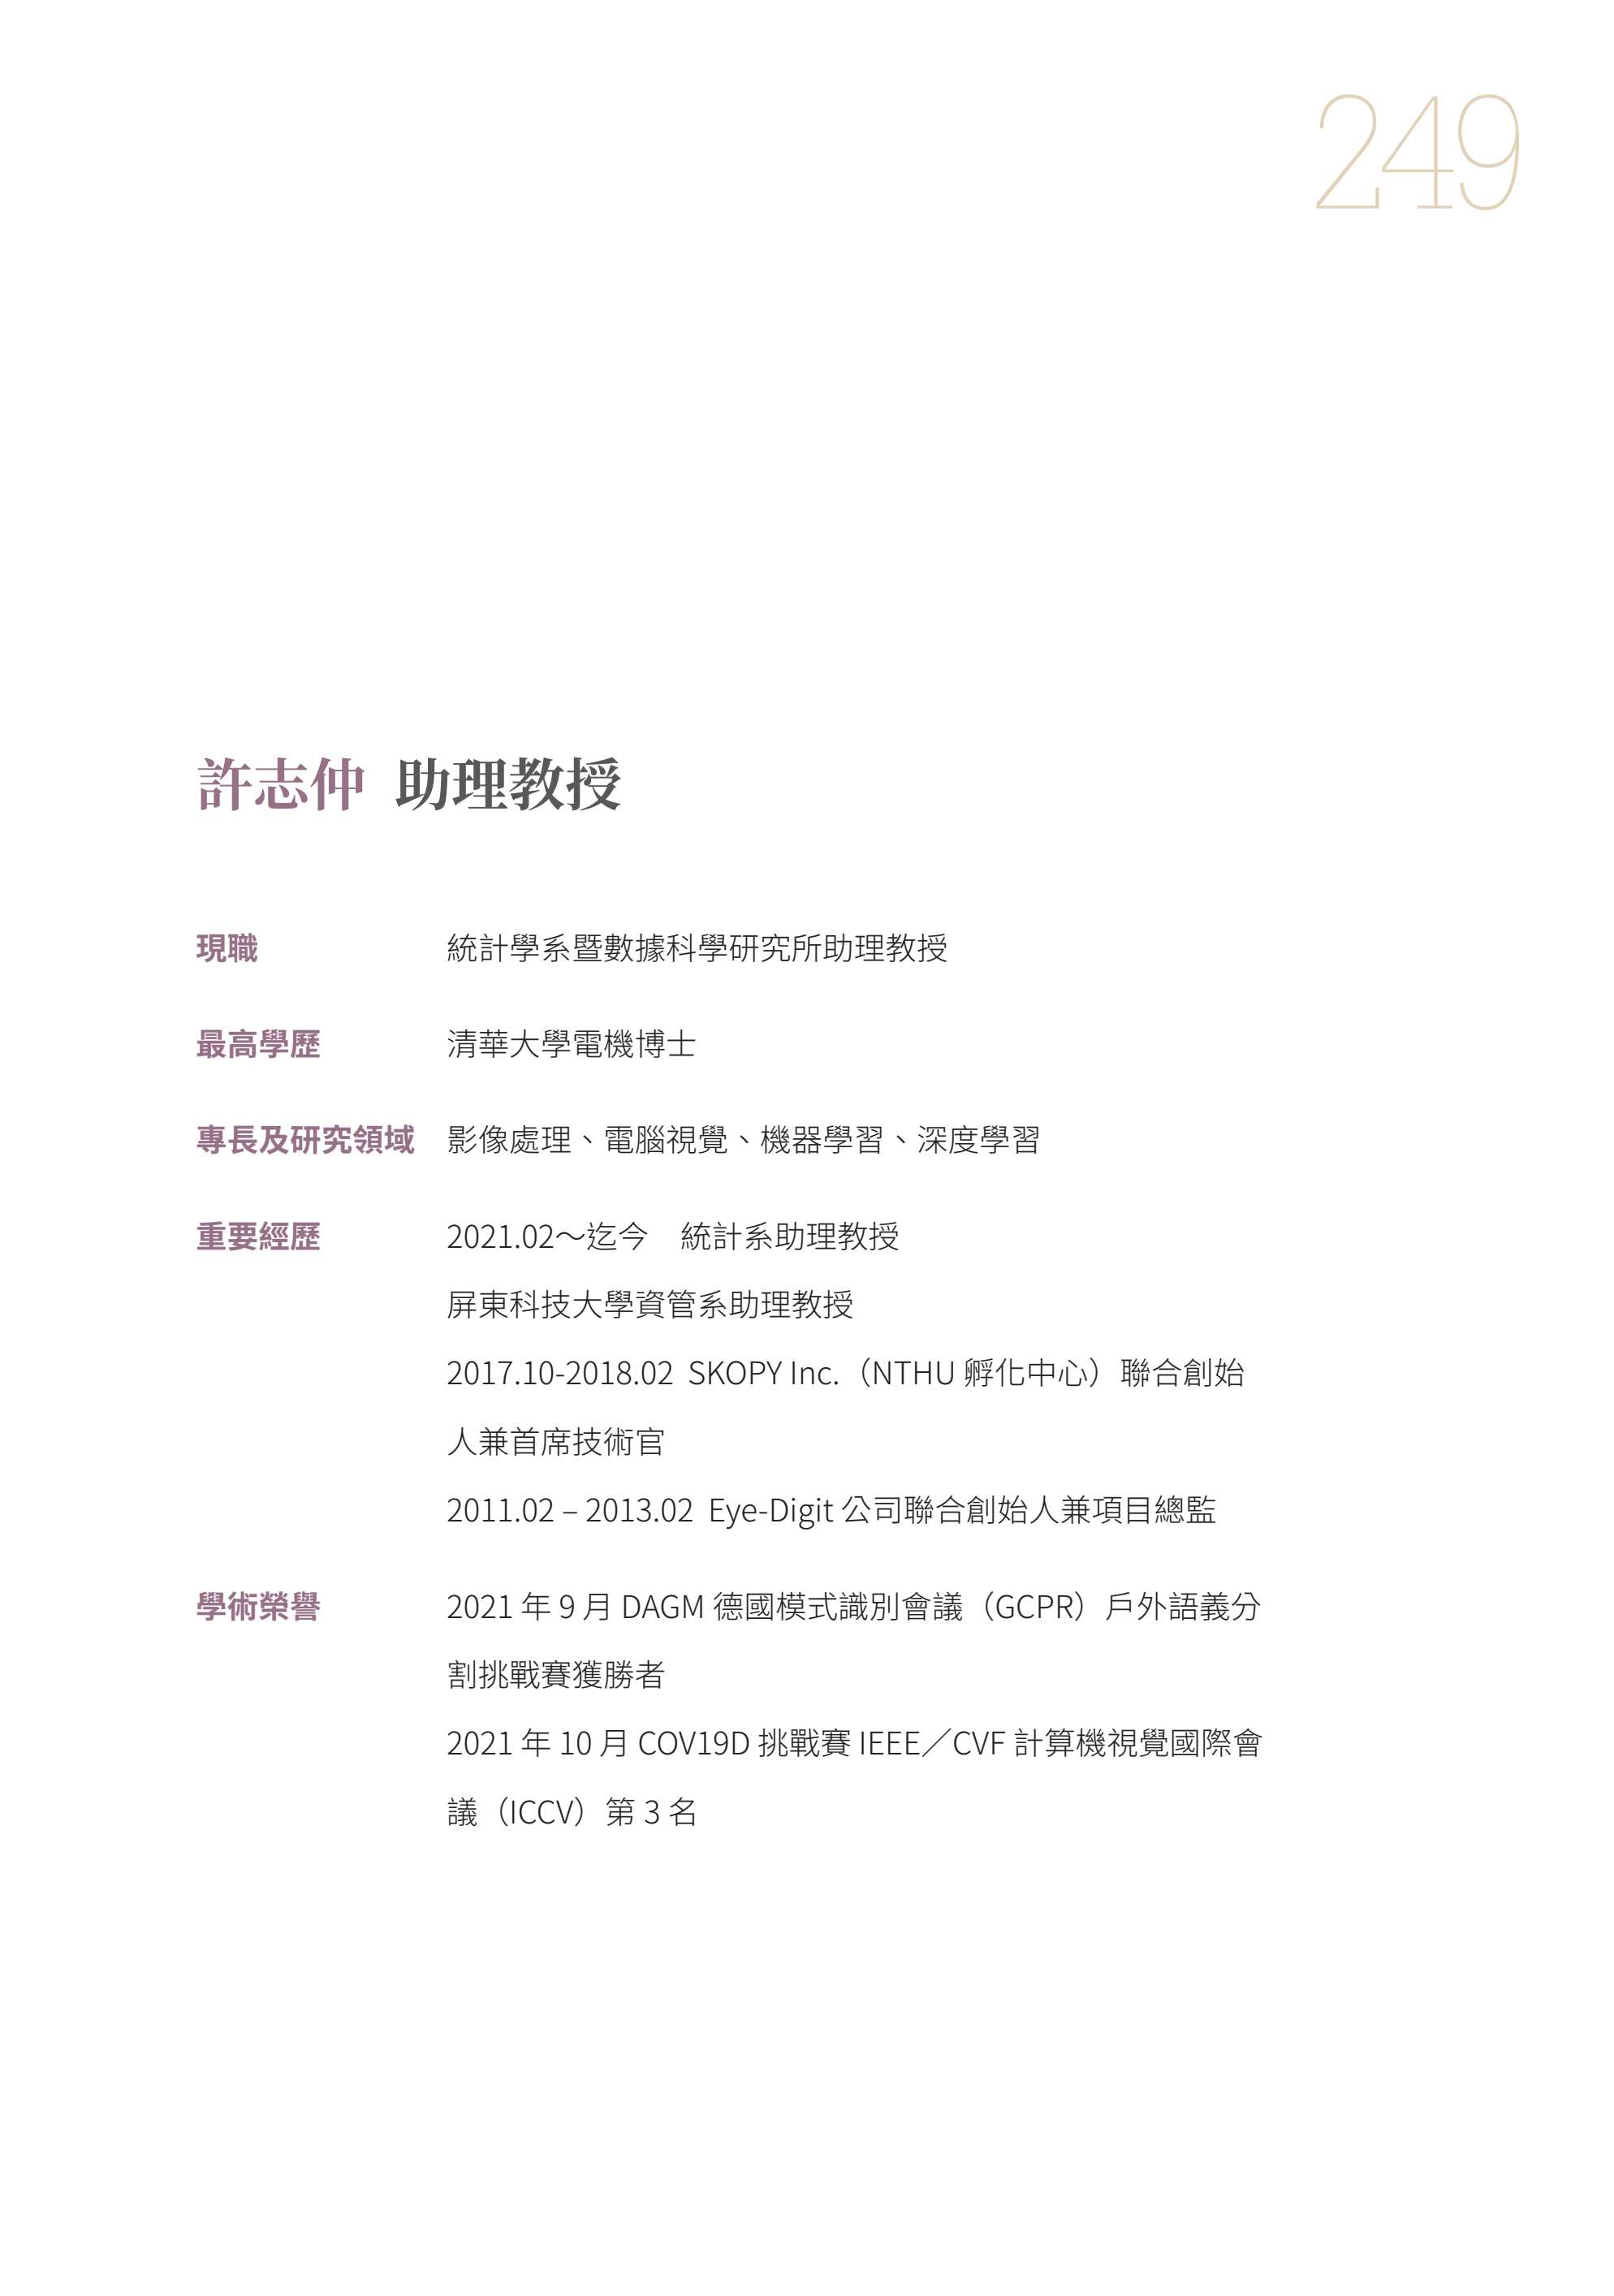 249
許志仲 助理教授
現職 統計學系暨數據科學研究所助理教授
最高學歷 清華大學電機博士
專長及研究領域 影像處理、電腦視覺、機器學習、深度學習
重要經歷 2021.02～迄今 統計系助理教授
屏東科技大學資管系助理教授
2017.10-2018.02 SKOPY Inc.（NTHU 孵化中心）聯合創始
人兼首席技術官
2011.02 – 2013.02 Eye-Digit 公司聯合創始人兼項目總監
學術榮譽 2021 年 9 月 DAGM 德國模式識別會議（GCPR）戶外語義分
割挑戰賽獲勝者
2021 年 10 月 COV19D 挑戰賽 IEEE／CVF 計算機視覺國際會
議（ICCV）第 3 名